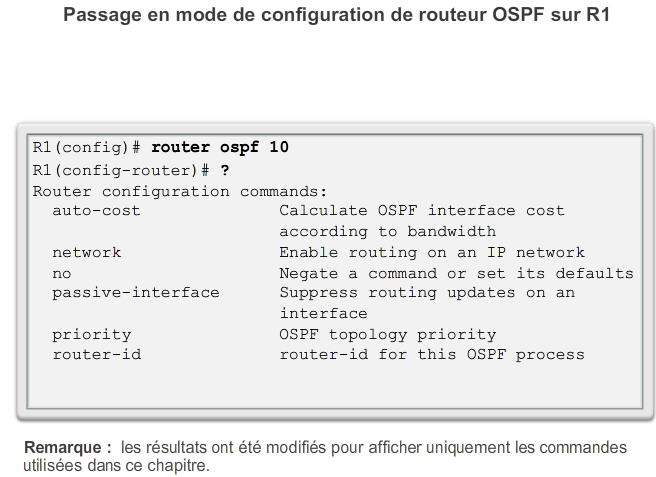 Passage en mode de configuration de routeur OSPF sur R1
R1(config)# router ospf 10
R1(config-router)# ?
Router configuration commands:
auto-cost Calculate OSPF interface cost
according to bandwidth
network Enable routing on an IP network
no Negate a command or set its defaults
passive-interface Suppress routing updates on an
interface
priority OSPF topology priority
router-id router-id for this OSPF process
Remarque : les résultats ont été modifiés pour afficher uniquement les commandes
utilisées dans ce chapitre.